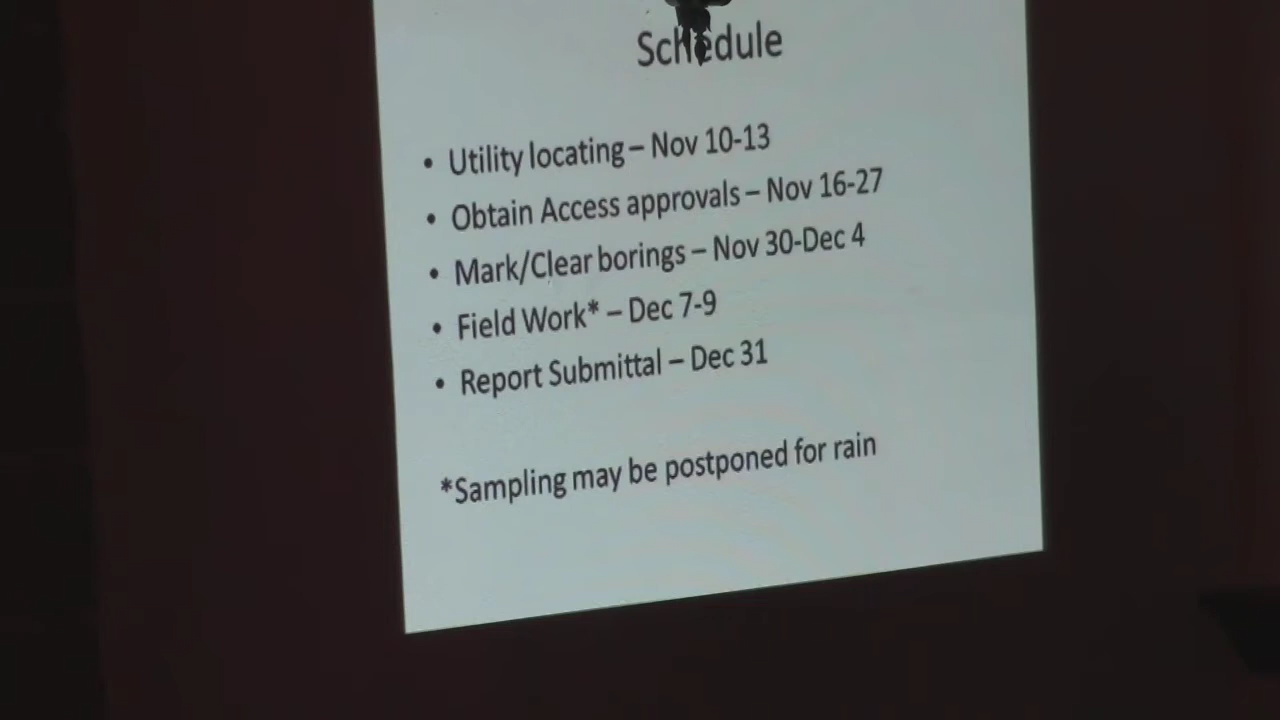 Schedule
• Utility locating – Nov 10-13
• Obtain Access approvals – Nov 16-27
• Mark/Clear borings – Nov 30-Dec 4
• Field Work* – Dec 7-9
• Report Submittal – Dec 31
*Sampling may be postponed for rain